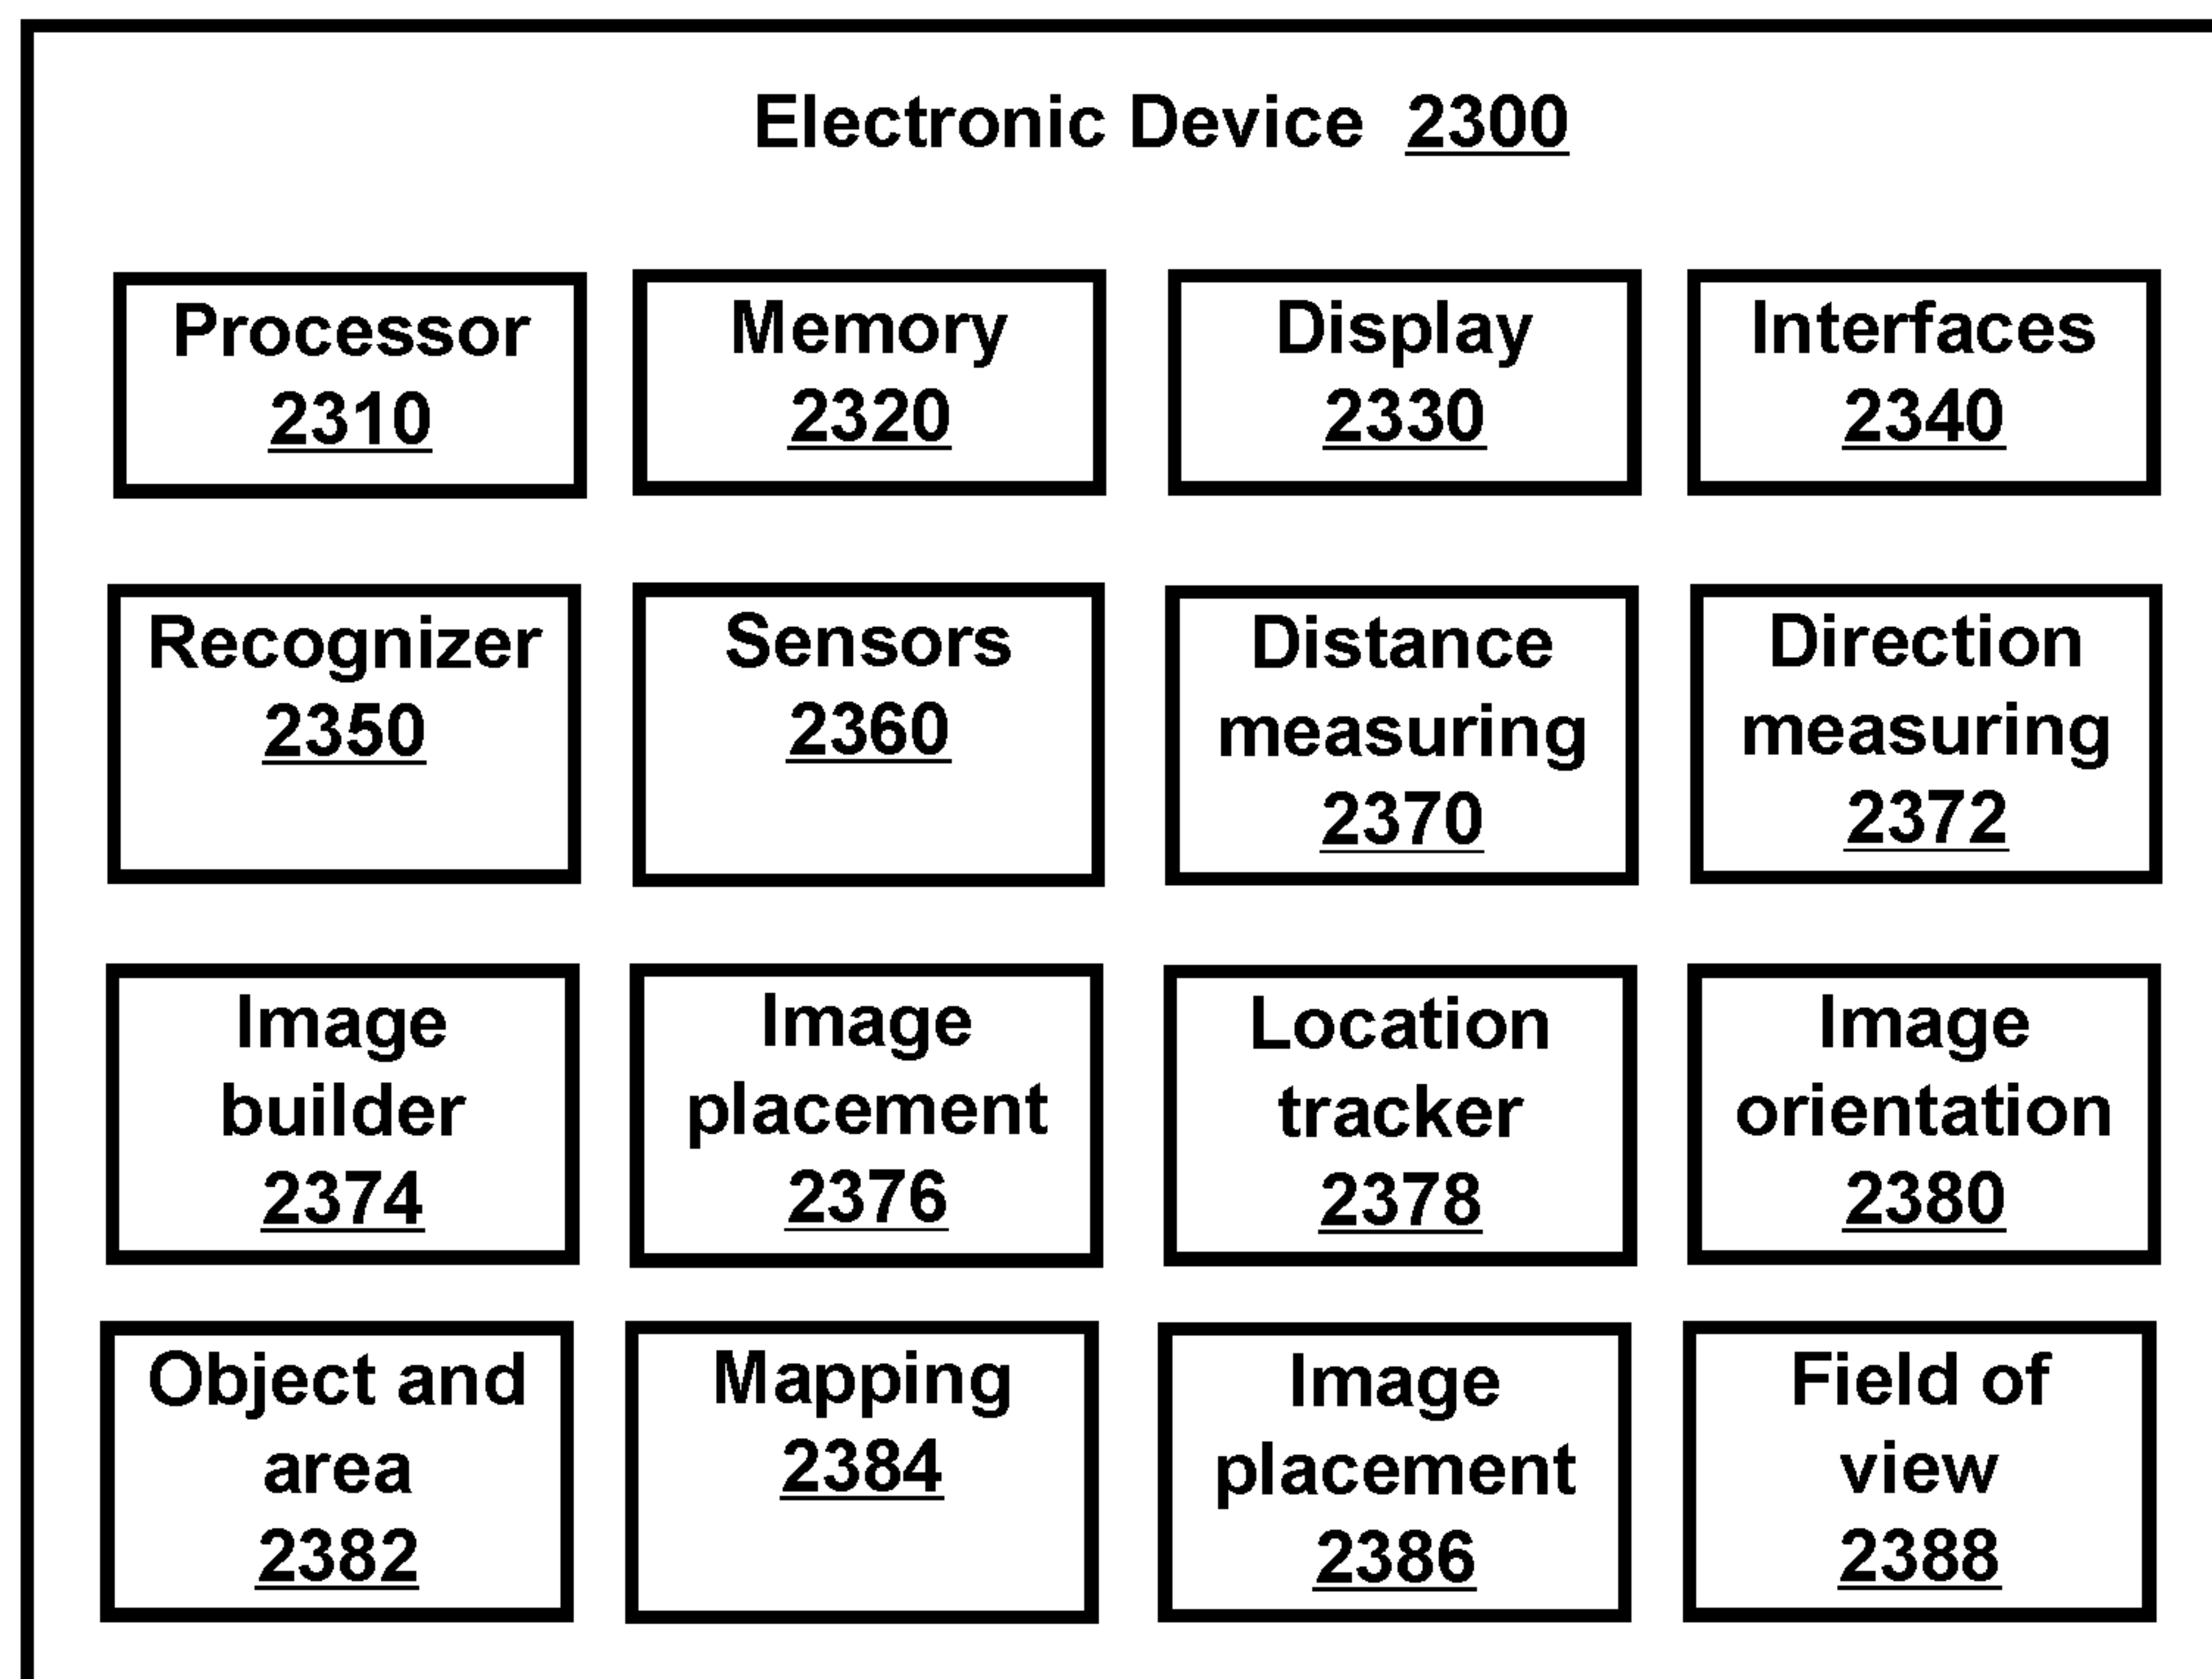 Electronic Device 2300
Processor
2310
Memory
2320
Display
2330
Interfaces
2340
Recognizer
2350
Sensors
2360
Distance
measuring
2370
Direction
measuring
2372
Image
builder
2374
Image
placement
2376
Location
tracker
2378
Image
orientation
2380
Object and
area
2382
Mapping
2384
Image
placement
2386
Field of
view
2388